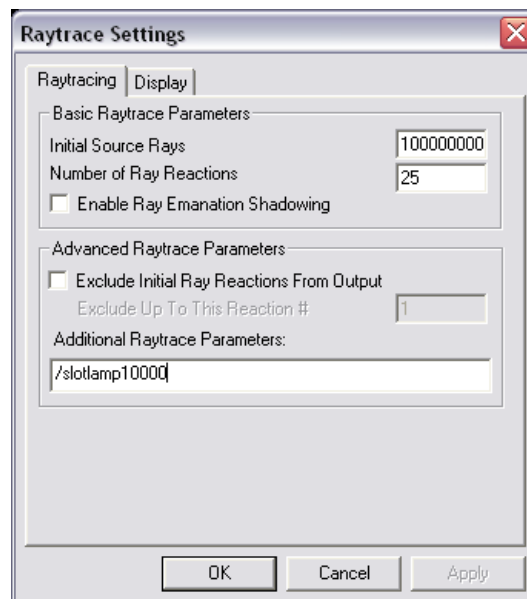 Raytrace Settings
Raytracing Display
Basic Raytrace Parameters
Initial Source Rays 100000000
Number of Ray Reactions 25
Enable Ray Emanation Shadowing
Advanced Raytrace Parameters
Exclude Initial Ray Reactions From Output
Exclude Up To This Reaction # 1
Additional Raytrace Parameters:
/slotlamp10000
OK Cancel Apply